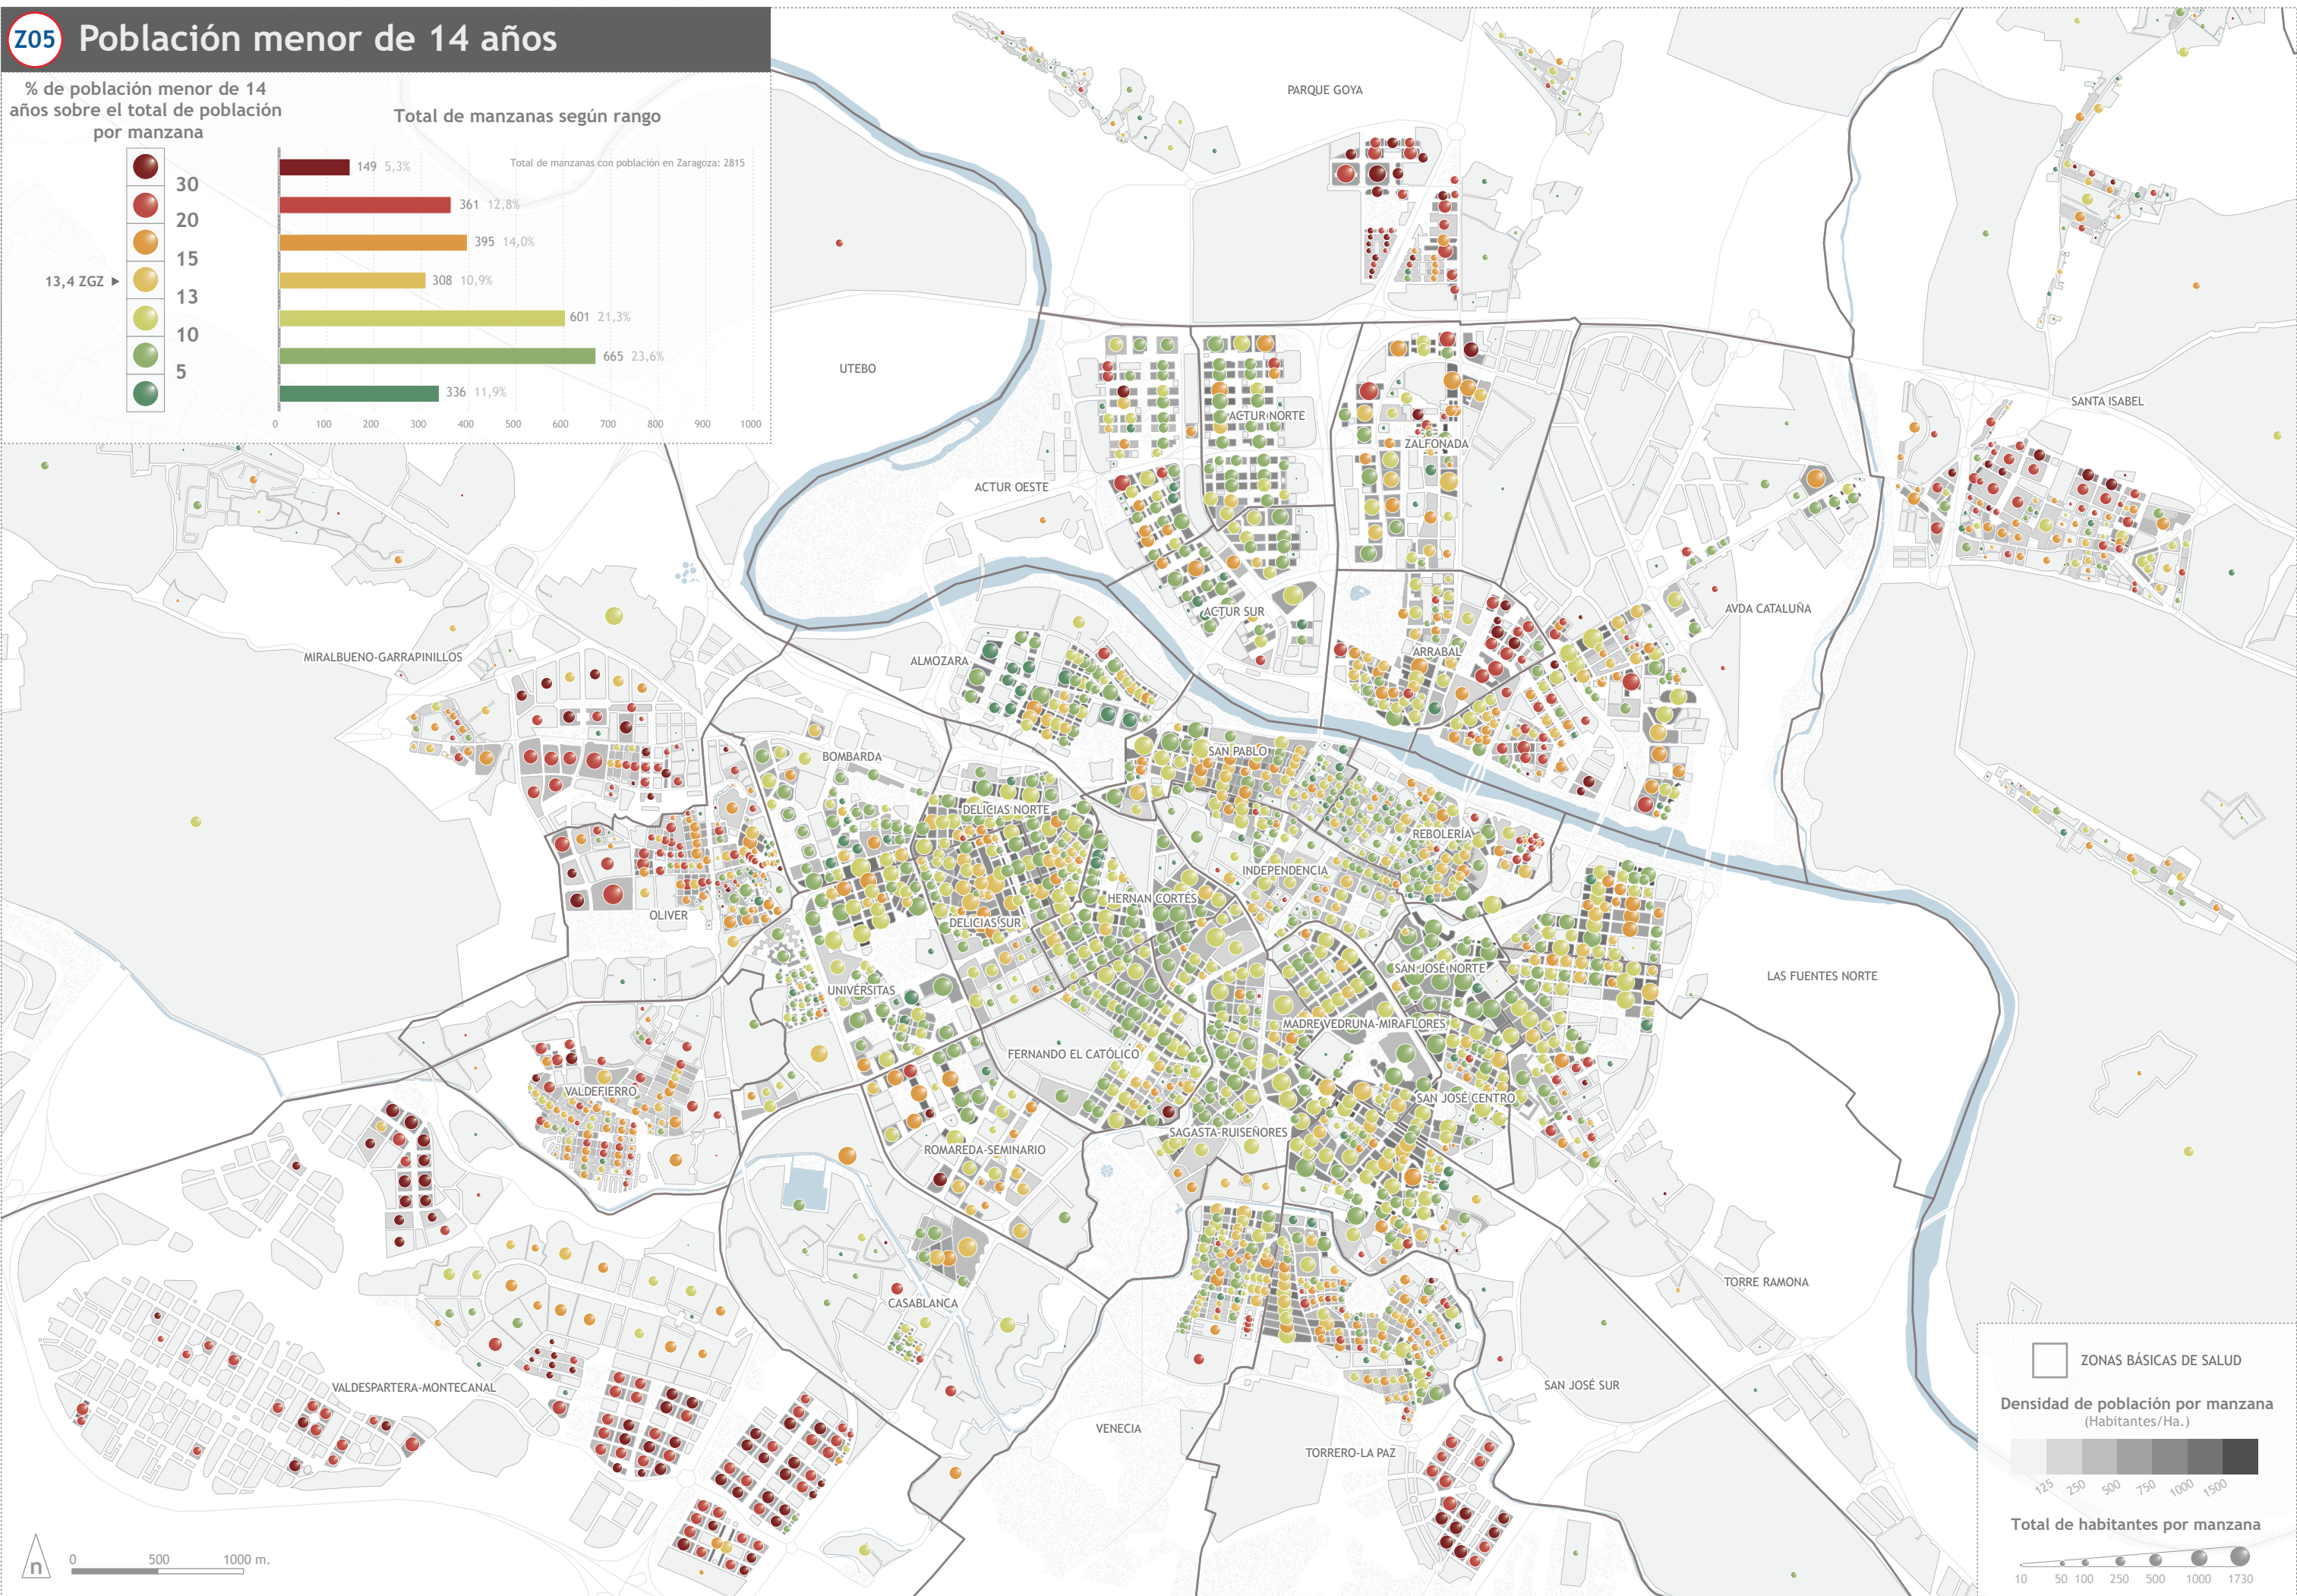 Z05 Población menor de 14 años
% de población menor de 14
años sobre el total de población
por manzana
30
20
15
13,4 ZGZ
13
10
5
Total de manzanas según rango
Total de manzanas con población en Zaragoza: 2815
149 5,3%
361 12,8%
395 14,0%
308 10,9%
601 21,3%
665 23,6%
336 11,9%
0 100 200 300 400 500 600 700 800 900 1000
PARQUE GOYA
UTEBO
SANTA ISABEL
ACTUR NORTE
ZALFONADA
ACTUR OESTE
ACTUR SUR
AVDA CATALUÑA
MIRALBUENO-GARRAPINILLOS
ALMOZARA
ARRABAL
BOMBARDA
SAN PABLO
DELICIAS NORTE
REBOLERÍA
INDEPENDENCIA
HERNAN CORTÉS
OLIVER
DELICIAS SUR
SAN JOSÉ NORTE
LAS FUENTES NORTE
UNIVERSITAS
MADRE VEDRUNA-MIRAFLORES
FERNANDO EL CATÓLICO
VALDEFIERRO
SAN JOSÉ CENTRO
SAGASTA-RUISEÑORES
ROMAREDA-SEMINARIO
TORRE RAMONA
CASABLANCA
VALDESPARTERA-MONTECANAL
SAN JOSÉ SUR
VENECIA
TORRERO-LA PAZ
ZONAS BÁSICAS DE SALUD
Densidad de población por manzana
(Habitantes/Ha.)
125 250 500 750 1000 1500
Total de habitantes por manzana
10 50 100 250 500 1000 1730
n
0 500 1000 m.